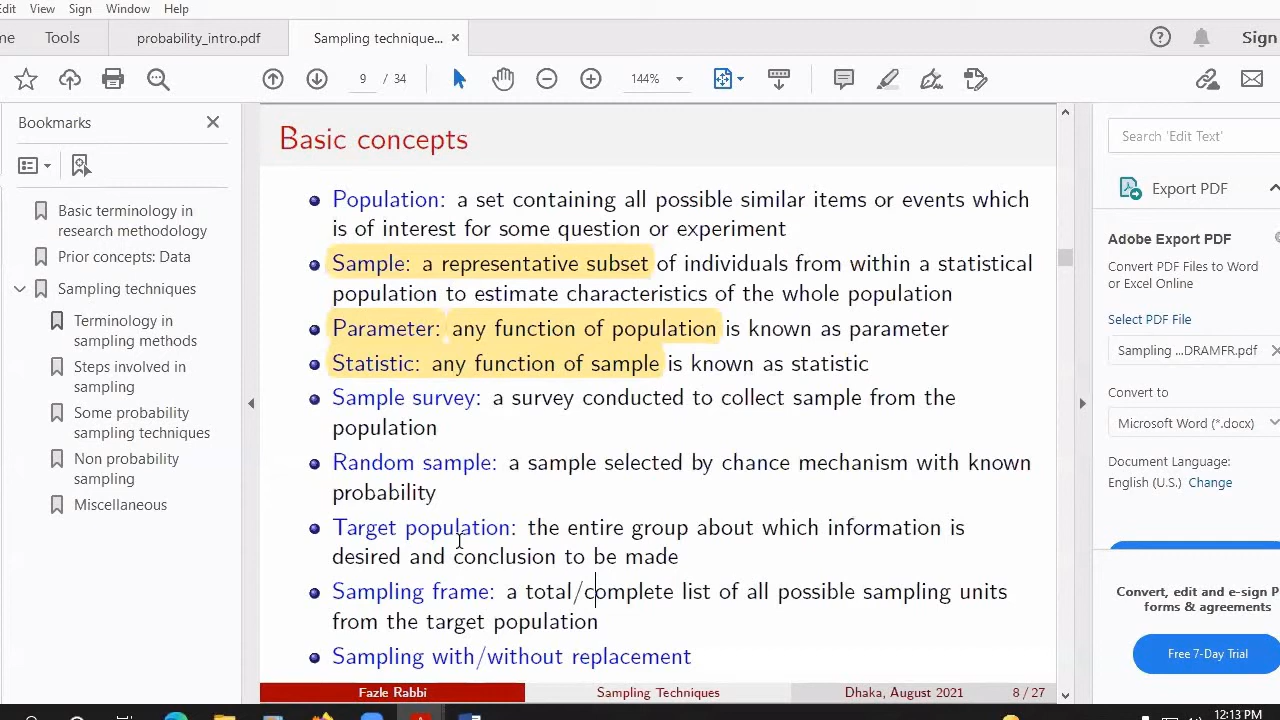 Edit View Sign Window Help
me Tools probability_intro.pdf Sampling technique... × Sign
9 / 34 144%
Bookmarks
Basic terminology in
research methodology
Prior concepts: Data
Sampling techniques
Terminology in
sampling methods
Steps involved in
sampling
Some probability
sampling techniques
Non probability
sampling
Miscellaneous
Basic concepts
Population: a set containing all possible similar items or events which
is of interest for some question or experiment
Sample: a representative subset of individuals from within a statistical
population to estimate characteristics of the whole population
Parameter: any function of population is known as parameter
Statistic: any function of sample is known as statistic
Sample survey: a survey conducted to collect sample from the
population
Random sample: a sample selected by chance mechanism with known
probability
Target population: the entire group about which information is
desired and conclusion to be made
Sampling frame: a total/complete list of all possible sampling units
from the target population
Sampling with/without replacement
Fazle Rabbi Sampling Techniques Dhaka, August 2021 8 / 27
Search 'Edit Text'
Export PDF
Adobe Export PDF
Convert PDF Files to Word
or Excel Online
Select PDF File
Sampling ...DRAMFR.pdf
Convert to
Microsoft Word (*.docx)
Document Language:
English (U.S.) Change
Convert, edit and e-sign P
forms & agreements
Free 7-Day Trial
12:13 PM